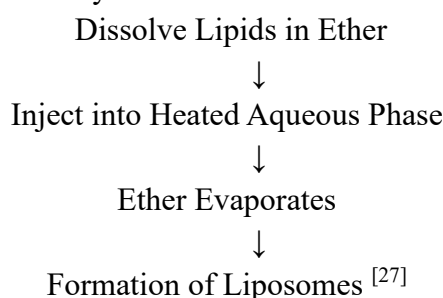 Dissolve Lipids in Ether
↓
Inject into Heated Aqueous Phase
↓
Ether Evaporates
↓
Formation of Liposomes [27]